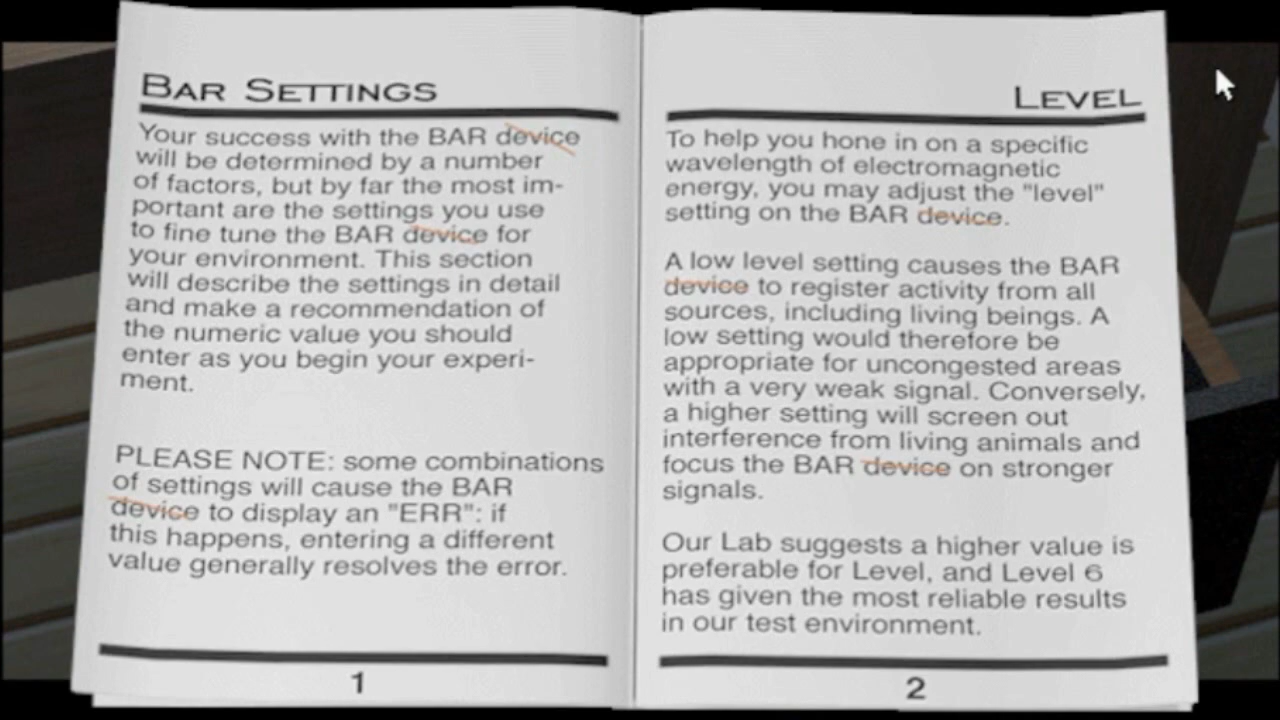 BAR SETTINGS
Your success with the BAR device
will be determined by a number
of factors, but by far the most im-
portant are the settings you use
to fine tune the BAR device for
your environment. This section
will describe the settings in detail
and make a recommendation of
the numeric value you should
enter as you begin your experi-
ment.
PLEASE NOTE: some combinations
of settings will cause the BAR
device to display an "ERR": if
this happens, entering a different
value generally resolves the error.
1
LEVEL
To help you hone in on a specific
wavelength of electromagnetic
energy, you may adjust the "level"
setting on the BAR device.
A low level setting causes the BAR
device to register activity from all
sources, including living beings. A
low setting would therefore be
appropriate for uncongested areas
with a very weak signal. Conversely,
a higher setting will screen out
interference from living animals and
focus the BAR device on stronger
signals.
Our Lab suggests a higher value is
preferable for Level, and Level 6
has given the most reliable results
in our test environment.
2